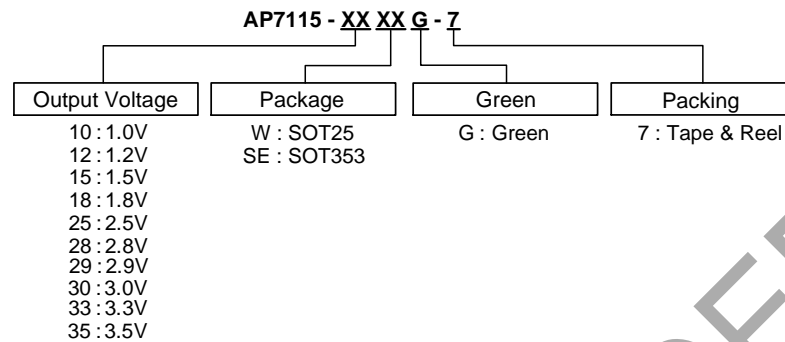 AP7115 - XX XX G - 7
Output Voltage
10 : 1.0V
12 : 1.2V
15 : 1.5V
18 : 1.8V
25 : 2.5V
28 : 2.8V
29 : 2.9V
30 : 3.0V
33 : 3.3V
35 : 3.5V
Package
W : SOT25
SE : SOT353
Green
G : Green
Packing
7 : Tape & Reel